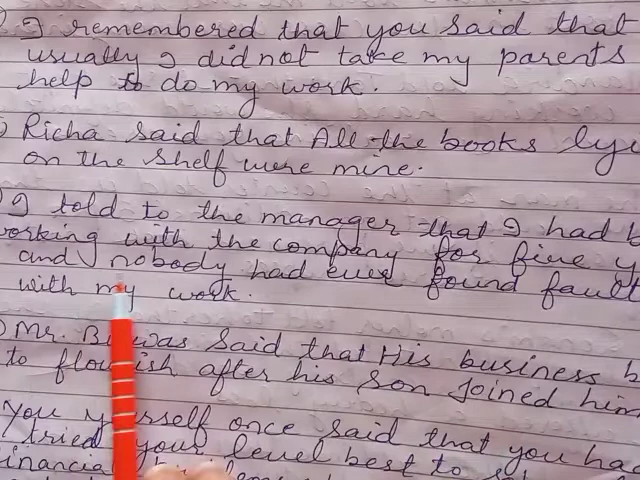 I remembered that you said that
usually I did not take my parents
help to do my work.
Richa said that All the books
on the shelf were mine.
I told to the manager that I had
working with the company for five
and nobody had ever found fault
with my work.
Mr. said that His business
to after his son Joined him
You once said that you had
tried your level best to